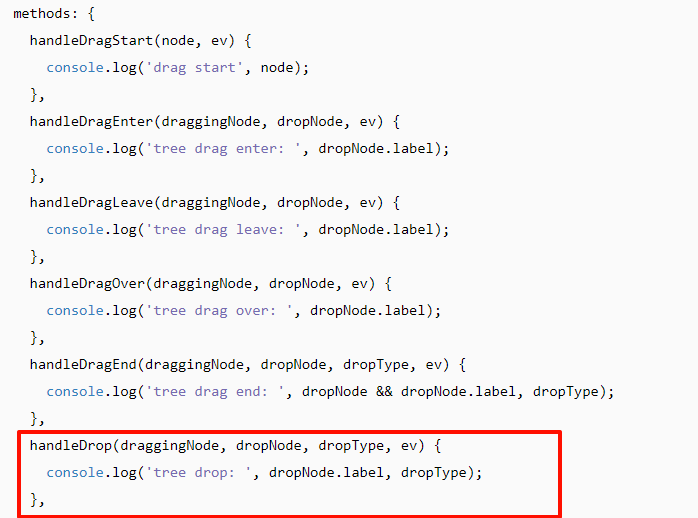 methods: {
handleDragStart(node, ev) {
console.log('drag start', node);
},
handleDragEnter(draggingNode, dropNode, ev) {
console.log('tree drag enter: ', dropNode.label);
},
handleDragLeave(draggingNode, dropNode, ev) {
console.log('tree drag leave: ', dropNode.label);
},
handleDragOver(draggingNode, dropNode, ev) {
console.log('tree drag over: ', dropNode.label);
},
handleDragEnd(draggingNode, dropNode, dropType, ev) {
console.log('tree drag end: ', dropNode && dropNode.label, dropType);
},
handleDrop(draggingNode, dropNode, dropType, ev) {
console.log('tree drop: ', dropNode.label, dropType);
},